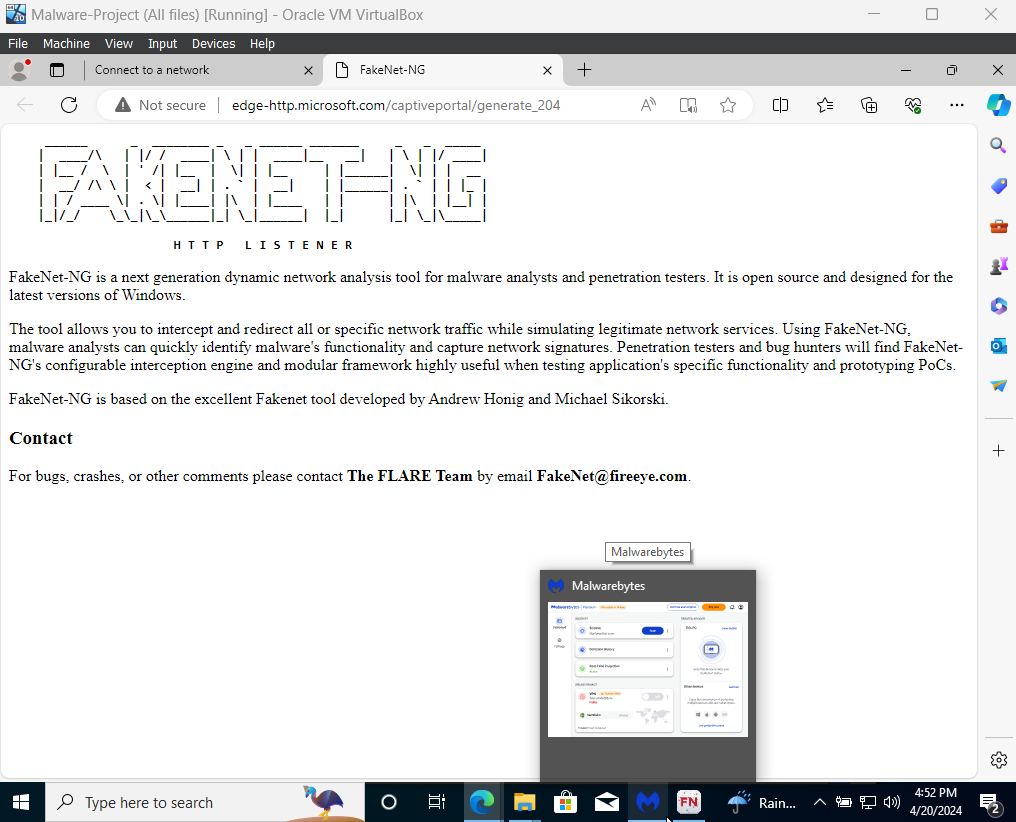 Malware-Project (All files) [Running] - Oracle VM VirtualBox
File Machine View Input Devices Help
Connect to a network
FakeNet-NG
Not secure
edge-http.microsoft.com/captiveportal/generate_204
FAKENET-NG
HTTP LISTENER
FakeNet-NG is a next generation dynamic network analysis tool for malware analysts and penetration testers. It is open source and designed for the
latest versions of Windows.
The tool allows you to intercept and redirect all or specific network traffic while simulating legitimate network services. Using FakeNet-NG,
malware analysts can quickly identify malware's functionality and capture network signatures. Penetration testers and bug hunters will find FakeNet-
NG's configurable interception engine and modular framework highly useful when testing application's specific functionality and prototyping PoCs.
FakeNet-NG is based on the excellent Fakenet tool developed by Andrew Honig and Michael Sikorski.
Contact
For bugs, crashes, or other comments please contact The FLARE Team by email FakeNet@fireeye.com.
Malwarebytes
Malwarebytes
Type here to search
FN
Rain...
4:52 PM
4/20/2024
2